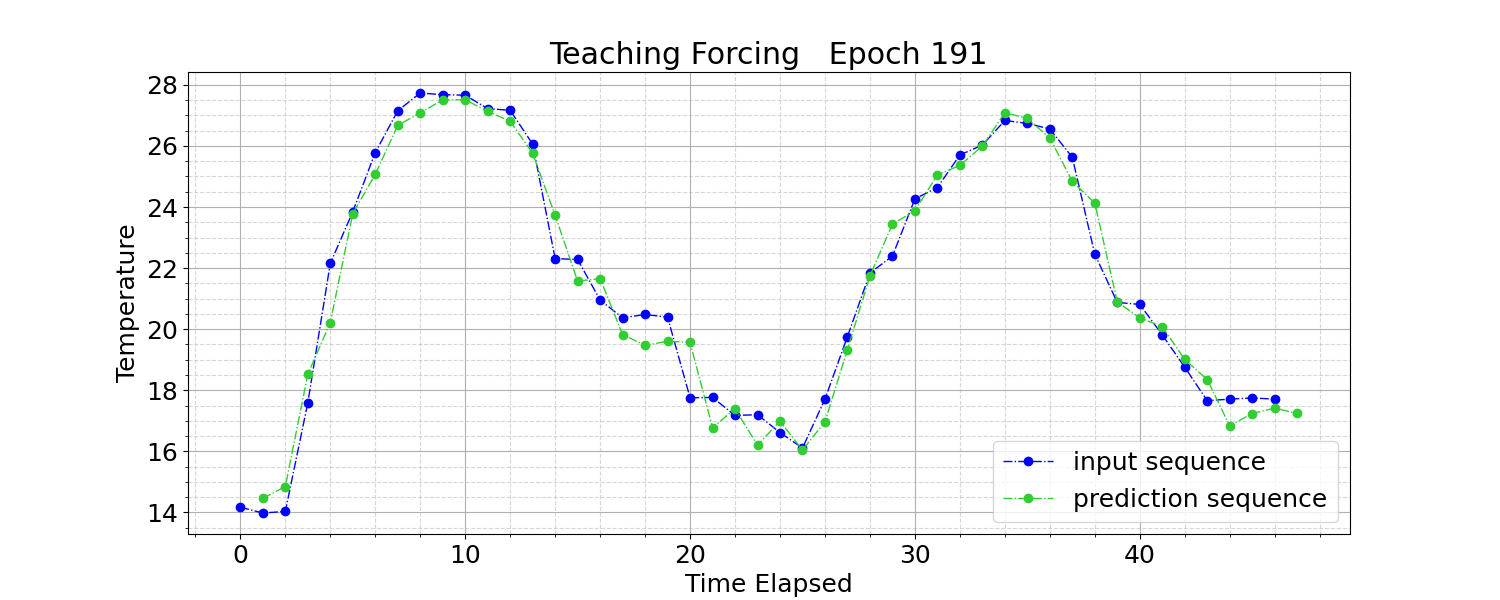 Teaching Forcing   Epoch 191
Temperature
28
26
24
22
20
18
16
14
input sequence
prediction sequence
0 10 20 30 40
Time Elapsed